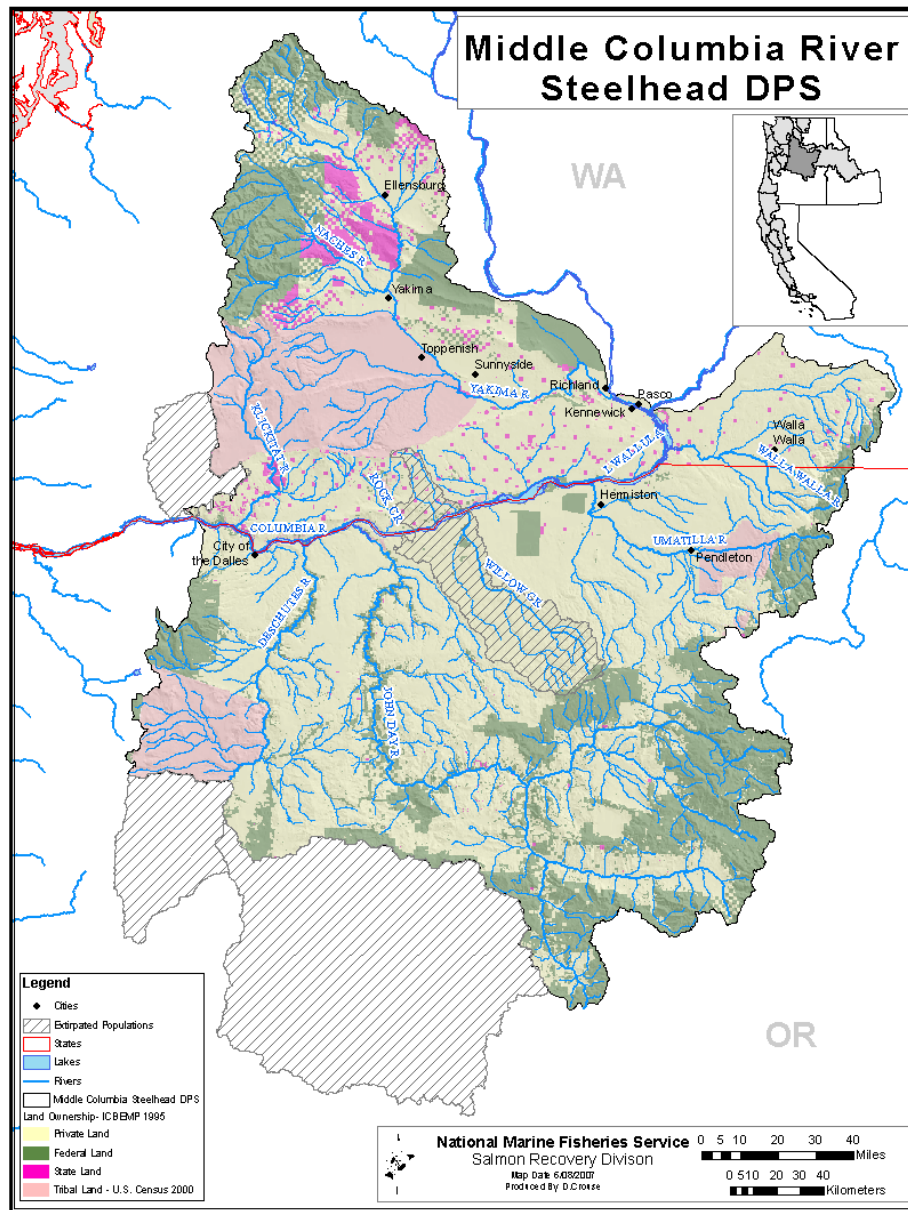 Middle Columbia River
Steelhead DPS
WA
Ellensburg
NACHES R.
Yakima
Toppenish
Sunnyside
YAKIMA R.
Richland
Pasco
Kennewick
KLICKITAT R.
L WALLULA
Walla
Walla
WALLA WALLA R.
ROCK CR.
Hermiston
COLUMBIA R.
City of
the Dalles
UMATILLA R.
Pendleton
WILLOW CR.
DESCHUTES R.
JOHN DAY R.
OR
Legend
Cities
Extirpated Populations
States
Lakes
Rivers
Middle Columbia Steelhead DPS
Land Ownership- ICBEMP 1995
Private Land
Federal Land
State Land
Tribal Land - U.S. Census 2000
National Marine Fisheries Service
Salmon Recovery Divison
Map Date 6/08/2007
Produced By D.Crouse
0 5 10 20 30 40
Miles
0 5 10 20 30 40
Kilometers